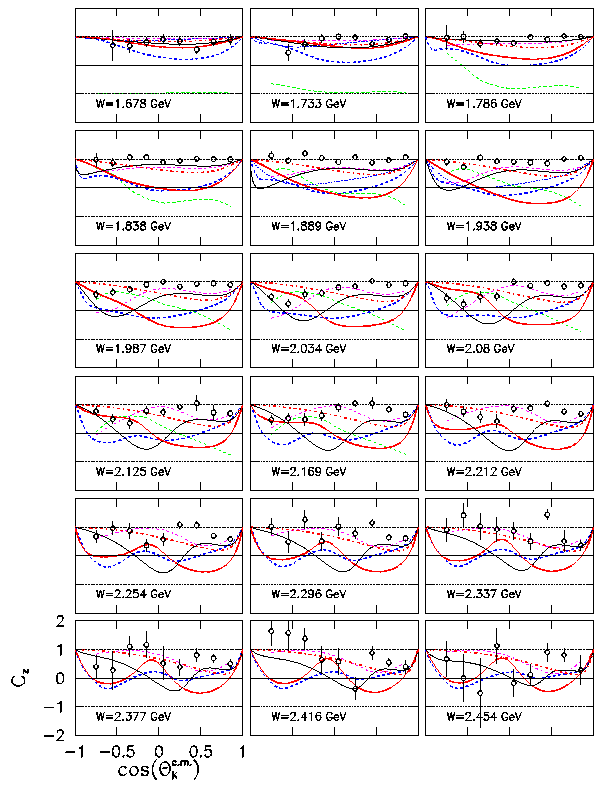 W=1.678 GeV W=1.733 GeV W=1.786 GeV
W=1.838 GeV W=1.889 GeV W=1.938 GeV
W=1.987 GeV W=2.034 GeV W=2.08 GeV
W=2.125 GeV W=2.169 GeV W=2.212 GeV
W=2.254 GeV W=2.296 GeV W=2.337 GeV
2
1
0
-1
-2
C_z
W=2.377 GeV W=2.416 GeV W=2.454 GeV
-1 -0.5 0 0.5 1
cos(Θ_K^c.m.)